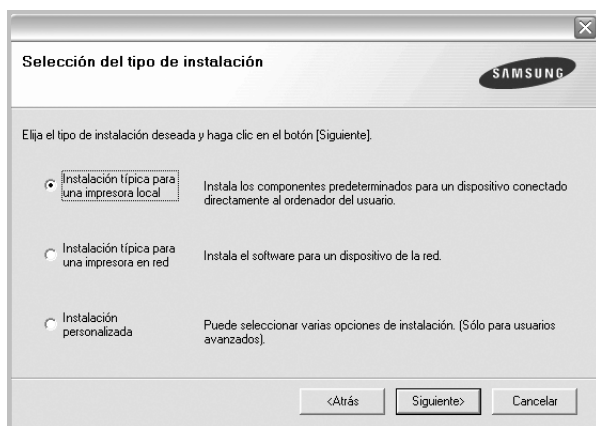 Selección del tipo de instalación
SAMSUNG
Elija el tipo de instalación deseada y haga clic en el botón [Siguiente].
Instalación típica para
una impresora local
Instala los componentes predeterminados para un dispositivo conectado
directamente al ordenador del usuario.
Instalación típica para
una impresora en red
Instala el software para un dispositivo de la red.
Instalación
personalizada
Puede seleccionar varias opciones de instalación. (Sólo para usuarios
avanzados).
<Atrás
Siguiente>
Cancelar